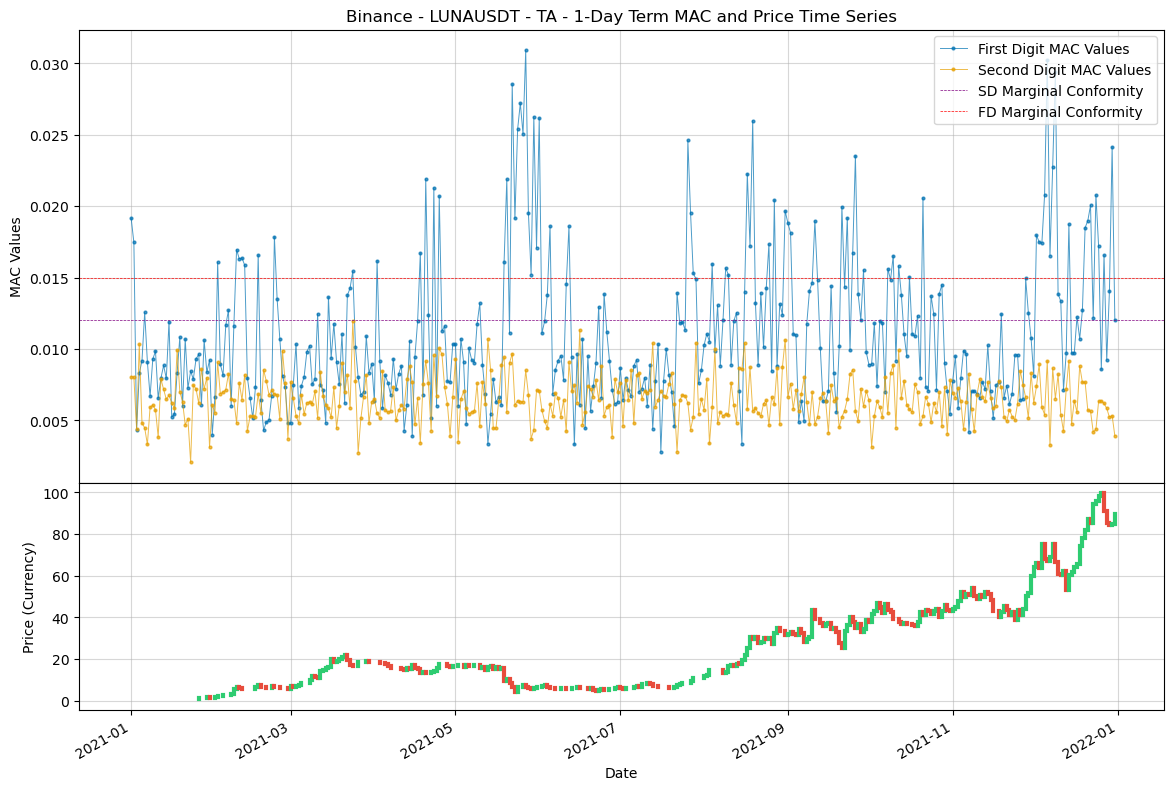 Binance - LUNAUSDT - TA - 1-Day Term MAC and Price Time Series
First Digit MAC Values
Second Digit MAC Values
SD Marginal Conformity
FD Marginal Conformity
MAC Values
0.030
0.025
0.020
0.015
0.010
0.005
Price (Currency)
100
80
60
40
20
0
2021-01
2021-03
2021-05
2021-07
2021-09
2021-11
2022-01
Date